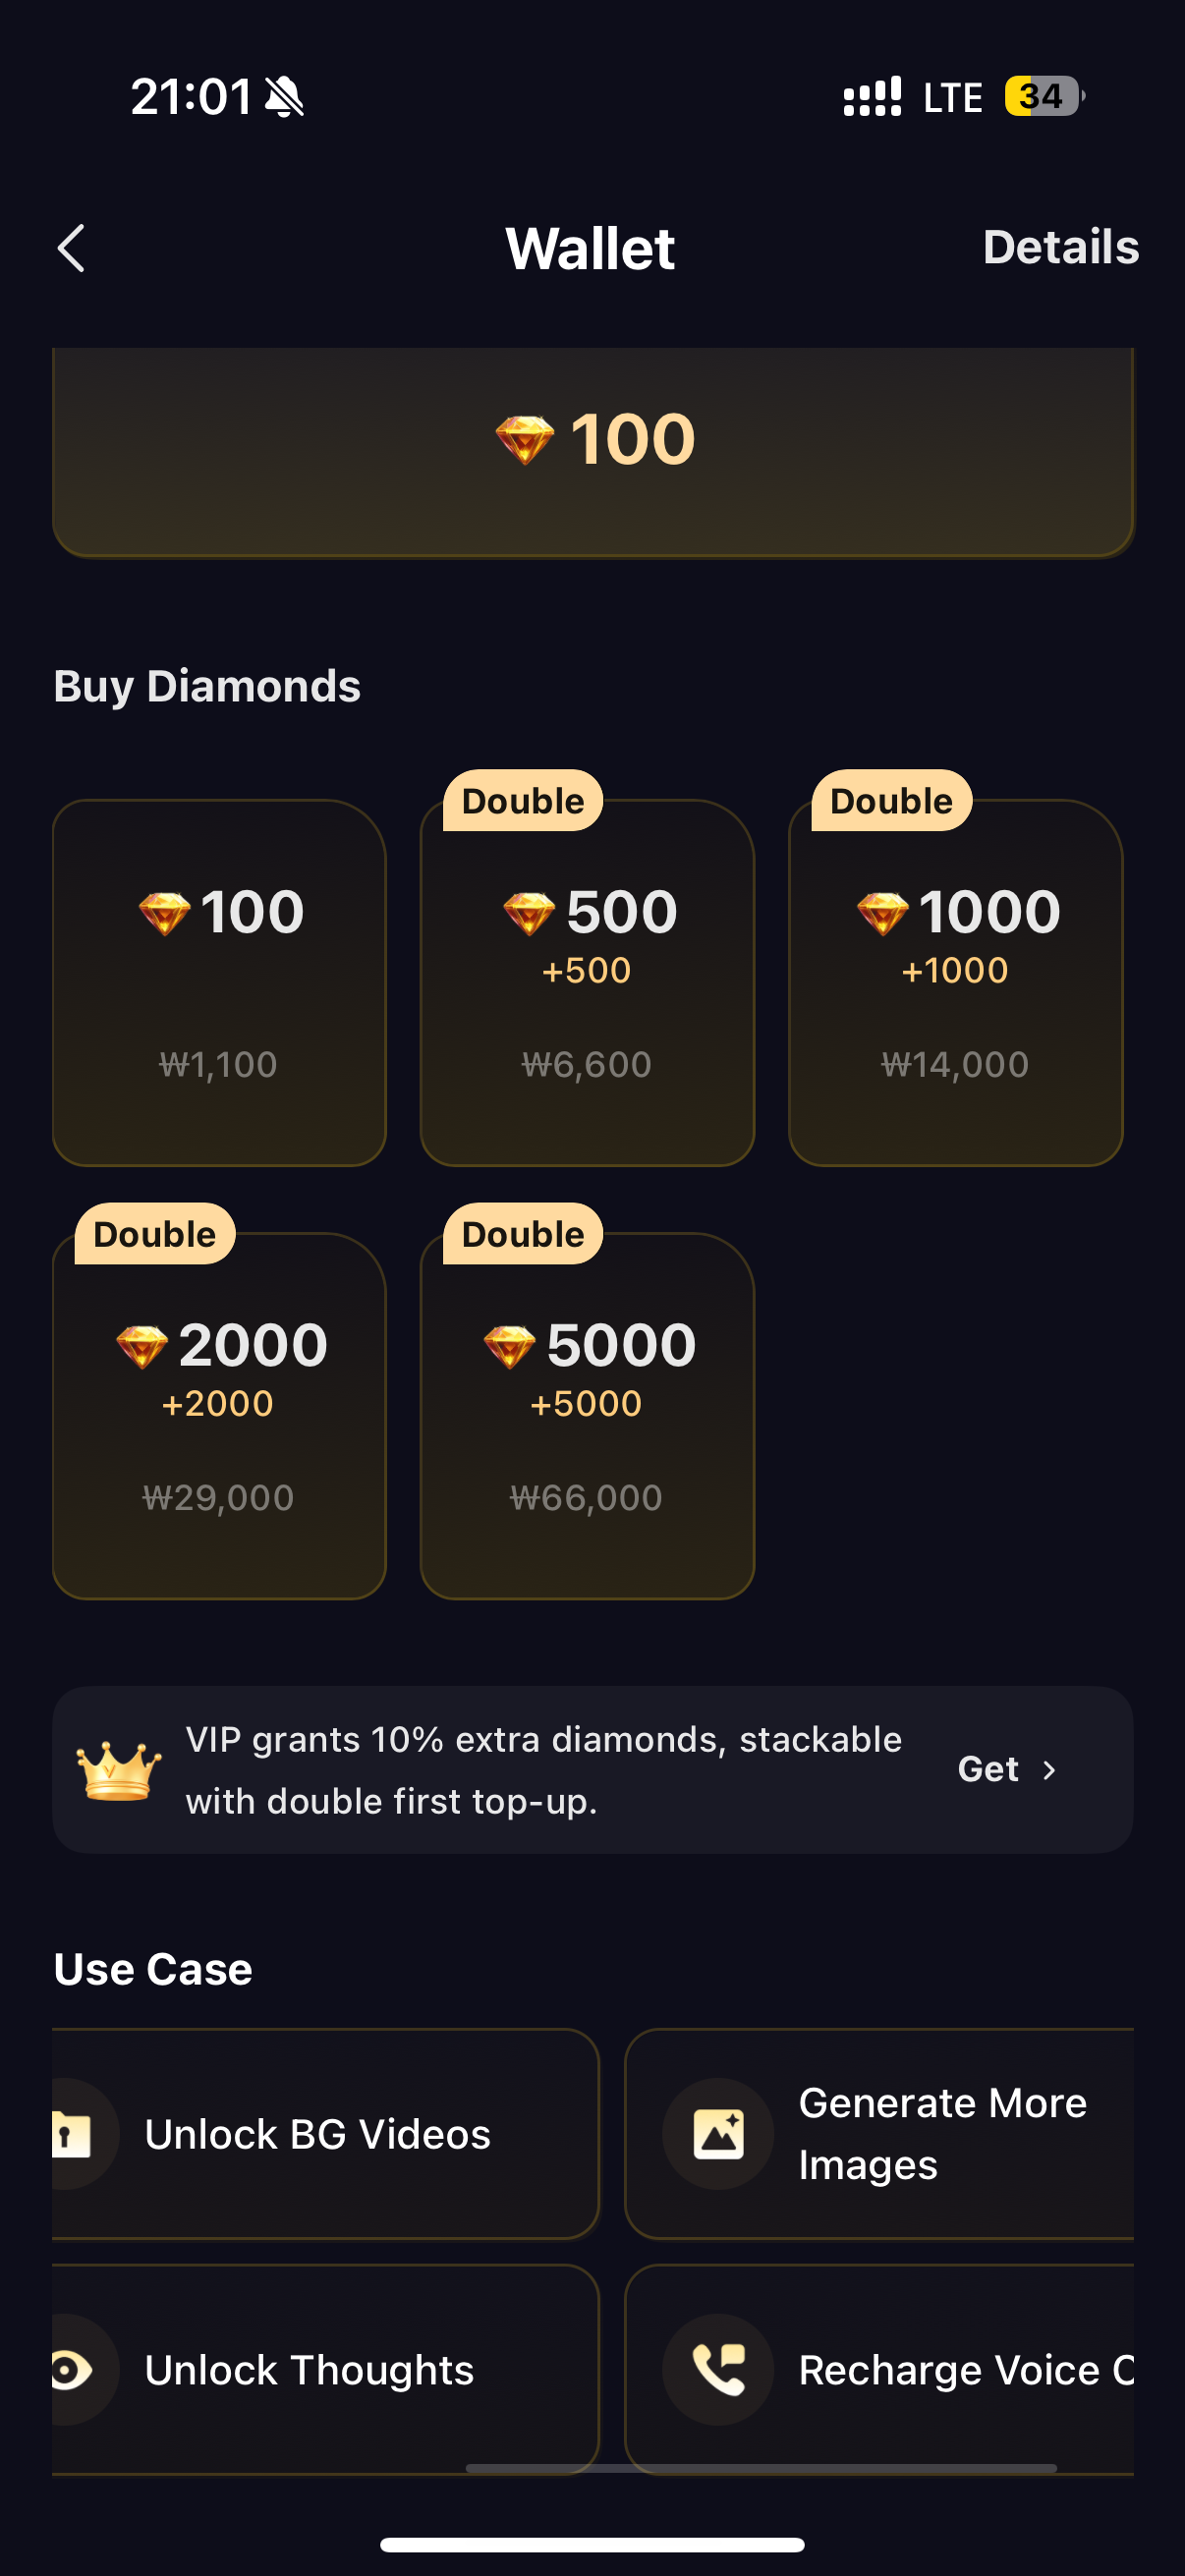 21:01
LTE 34
Wallet
Details
100
Buy Diamonds
100
₩1,100
Double
500
+500
₩6,600
Double
1000
+1000
₩14,000
Double
2000
+2000
₩29,000
Double
5000
+5000
₩66,000
VIP grants 10% extra diamonds, stackable
with double first top-up.
Get
Use Case
Unlock BG Videos
Generate More
Images
Unlock Thoughts
Recharge Voice